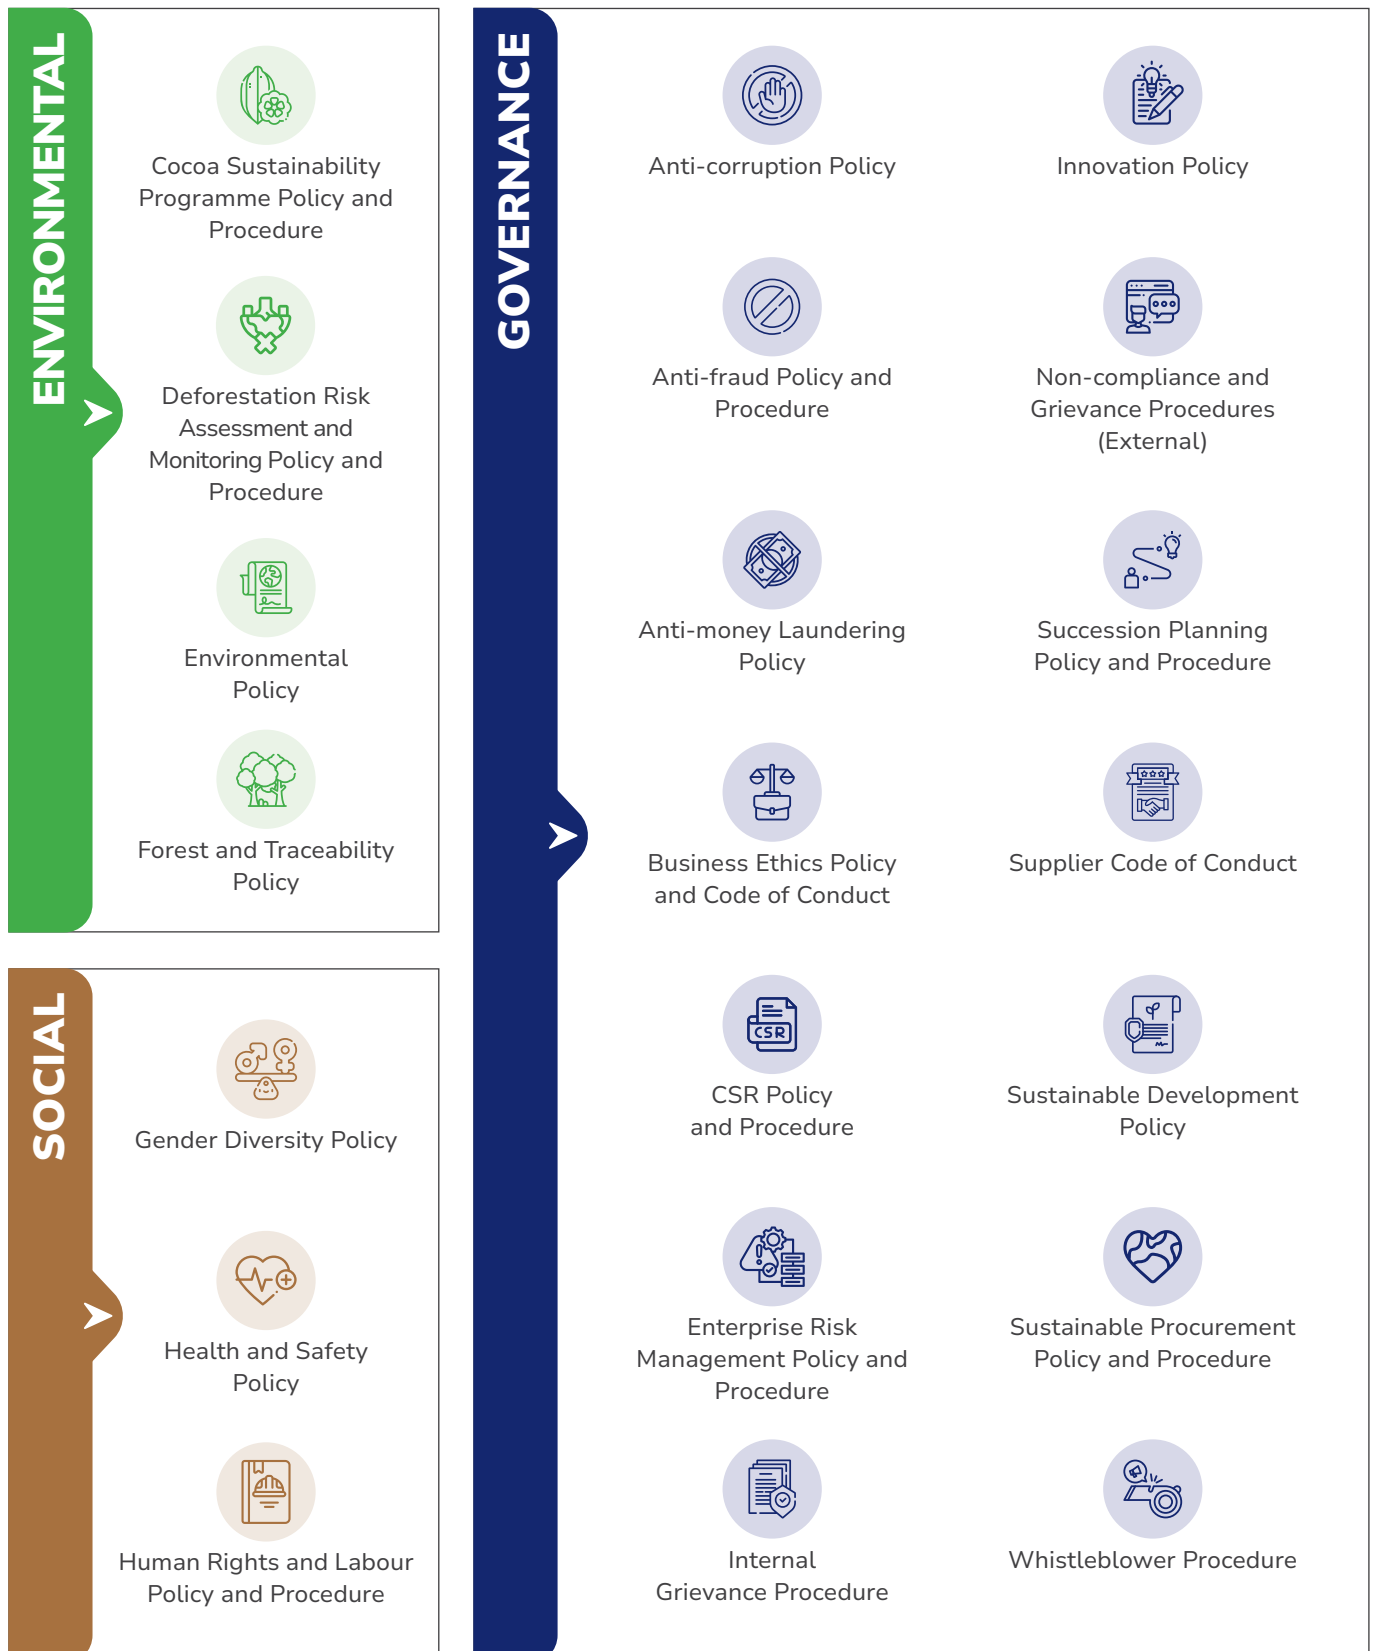 ENVIRONMENTAL
Cocoa Sustainability
Programme Policy and
Procedure
Deforestation Risk
Assessment and
Monitoring Policy and
Procedure
Environmental
Policy
Forest and Traceability
Policy
SOCIAL
Gender Diversity Policy
Health and Safety
Policy
Human Rights and Labour
Policy and Procedure
GOVERNANCE
Anti-corruption Policy
Anti-fraud Policy and
Procedure
Anti-money Laundering
Policy
Business Ethics Policy
and Code of Conduct
CSR
CSR Policy
and Procedure
Enterprise Risk
Management Policy and
Procedure
Internal
Grievance Procedure
Innovation Policy
Non-compliance and
Grievance Procedures
(External)
Succession Planning
Policy and Procedure
Supplier Code of Conduct
Sustainable Development
Policy
Sustainable Procurement
Policy and Procedure
Whistleblower Procedure